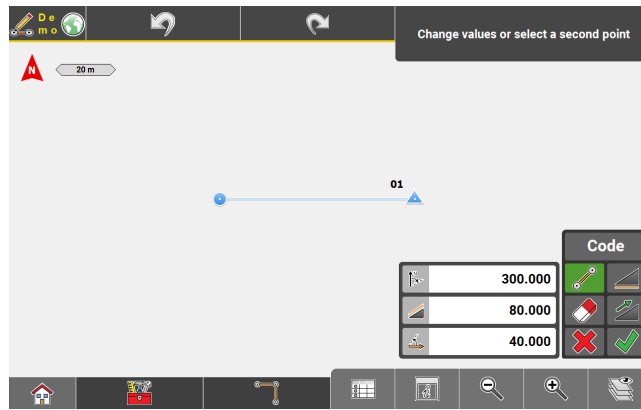 De
mo
Change values or select a second point
N
20 m
01
Code
300.000
80.000
40.000